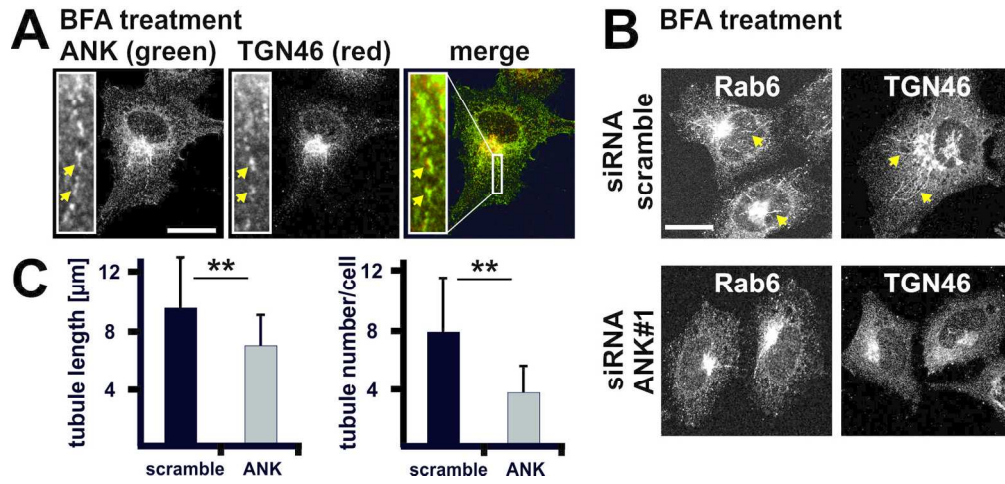 A
BFA treatment
ANK (green) TGN46 (red) merge
B
BFA treatment
siRNA scramble
Rab6 TGN46
siRNA ANK#1
Rab6 TGN46
C
tubule length [µm]
12
8
4
**
scramble ANK
tubule number/cell
12
8
4
**
scramble ANK